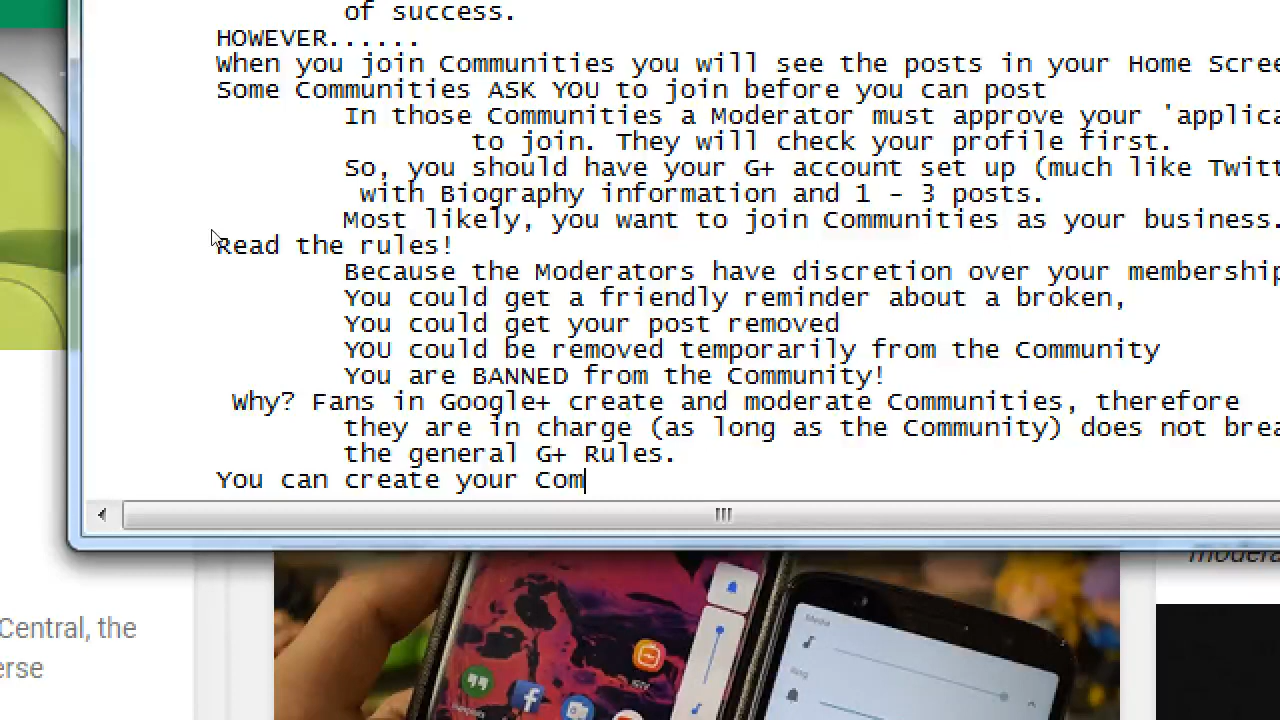 of success.
HOWEVER......
When you join Communities you will see the posts in your Home Scree
Some Communities ASK YOU to join before you can post
In those Communities a Moderator must approve your 'applica
to join. They will check your profile first.
So, you should have your G+ account set up (much like Twitt
with Biography information and 1 - 3 posts.
Most likely, you want to join Communities as your business.
Read the rules!
Because the Moderators have discretion over your membership
You could get a friendly reminder about a broken,
You could get your post removed
YOU could be removed temporarily from the Community
You are BANNED from the Community!
Why? Fans in Google+ create and moderate Communities, therefore
they are in charge (as long as the Community) does not brea
the general G+ Rules.
You can create your Com
modera
Central, the
erse
Media
Ring